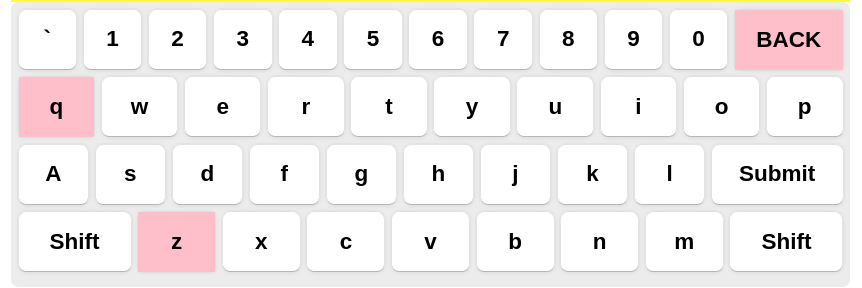 ` 1 2 3 4 5 6 7 8 9 0 BACK
q w e r t y u i o p
A s d f g h j k l Submit
Shift z x c v b n m Shift